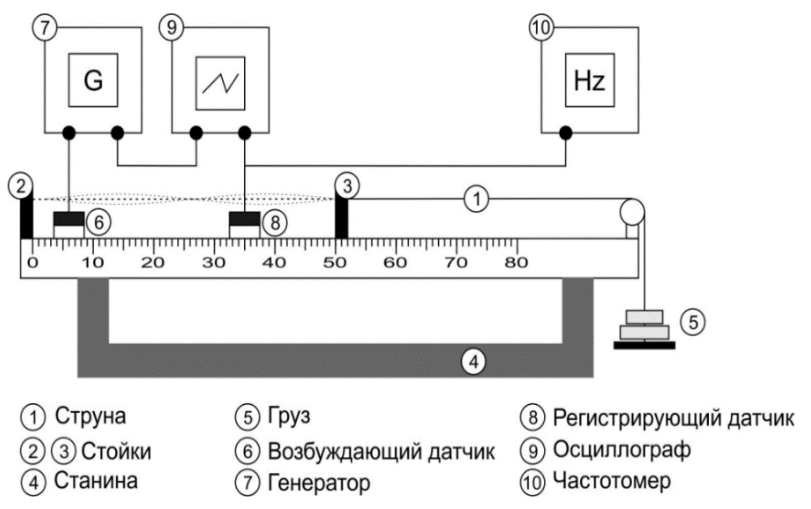 7 9 10
G Hz
2 3 1
6 8
0 10 20 30 40 50 60 70 80
5
4
1 Струна 5 Груз 8 Регистрирующий датчик
2 3 Стойки 6 Возбуждающий датчик 9 Осциллограф
4 Станина 7 Генератор 10 Частотомер